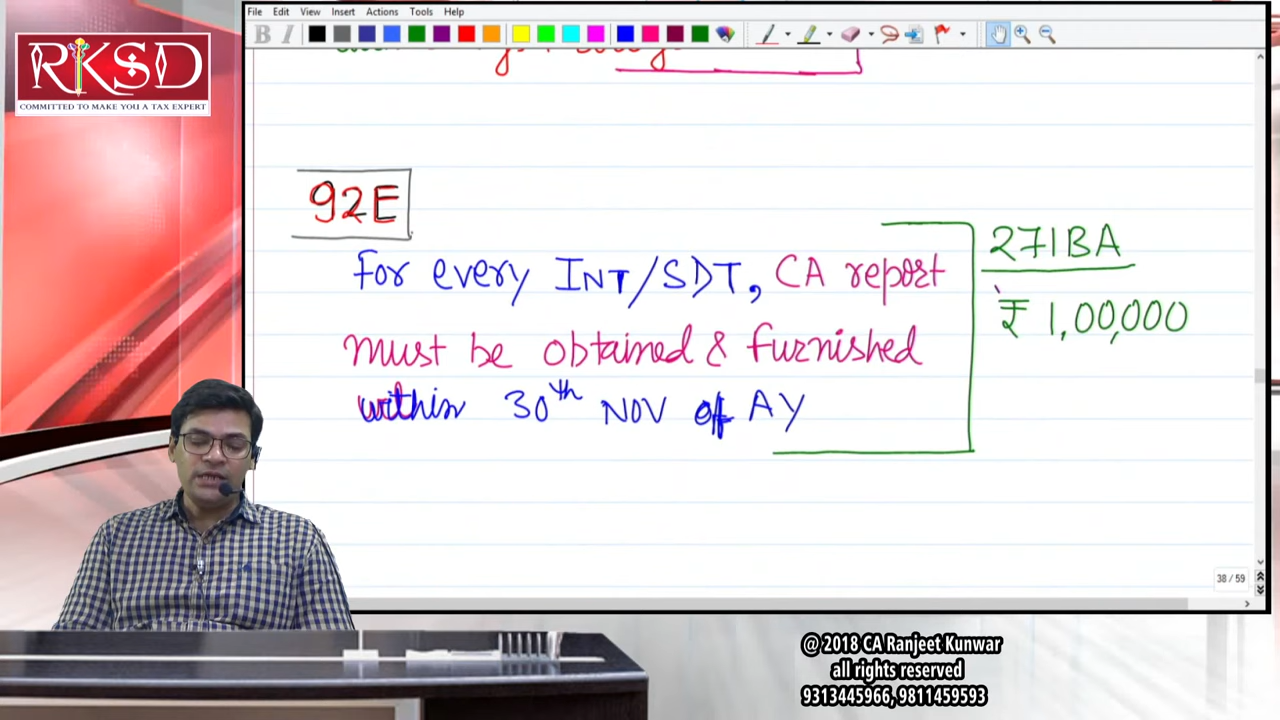 File Edit View Insert Actions Tools Help
RKSD
COMMITTED TO MAKE YOU A TAX EXPERT
92E
For every INT/SDT, CA report
must be obtained & furnished
within 30th NOV of AY
271BA
₹ 1,00,000
38 / 59
@ 2018 CA Ranjeet Kunwar
all rights reserved
9313445966, 9811459593